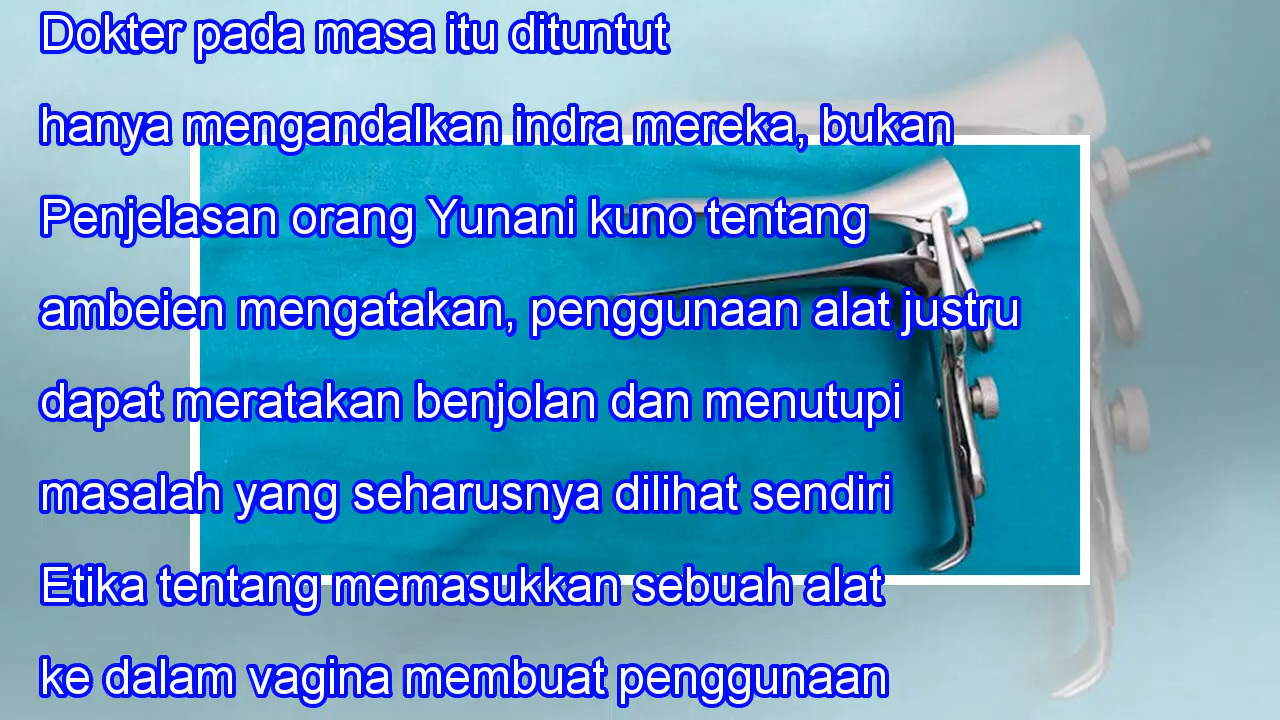 Dokter pada masa itu dituntut
hanya mengandalkan indra mereka, bukan
Penjelasan orang Yunani kuno tentang
ambeien mengatakan, penggunaan alat justru
dapat meratakan benjolan dan menutupi
masalah yang seharusnya dilihat sendiri
Etika tentang memasukkan sebuah alat
ke dalam vagina membuat penggunaan